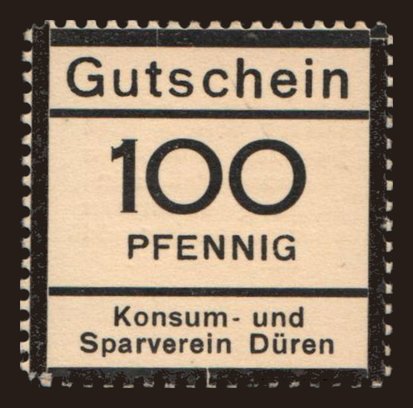 Gutschein
100
PFENNIG
Konsum- und
Sparverein Düren